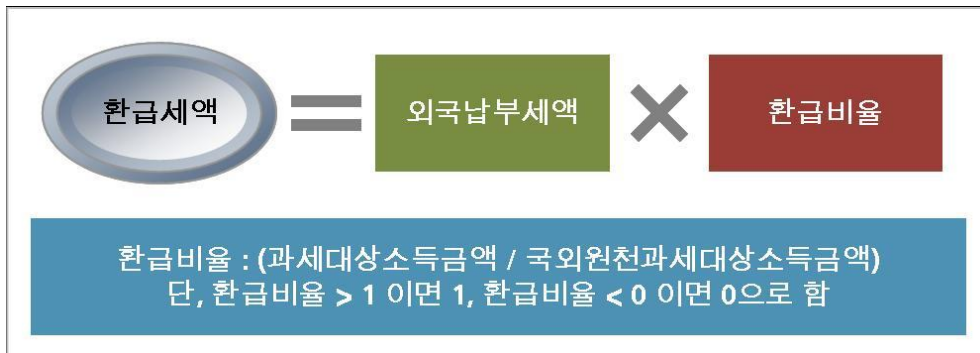 환급세액 = 외국납부세액 × 환급비율
환급비율 : (과세대상소득금액 / 국외원천과세대상소득금액)
단, 환급비율 > 1 이면 1, 환급비율 < 0 이면 0으로 함